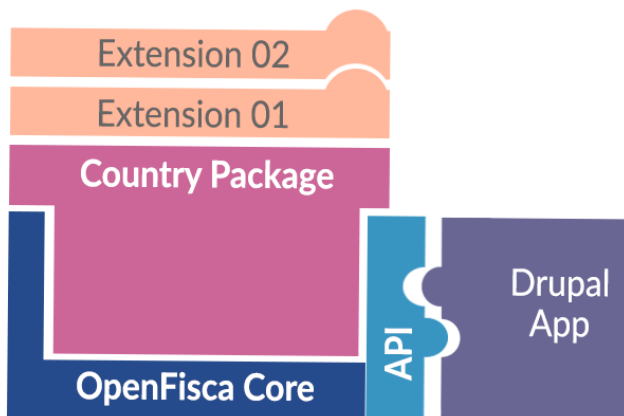 Extension 02
Extension 01
Country Package
Drupal
App
API
OpenFisca Core